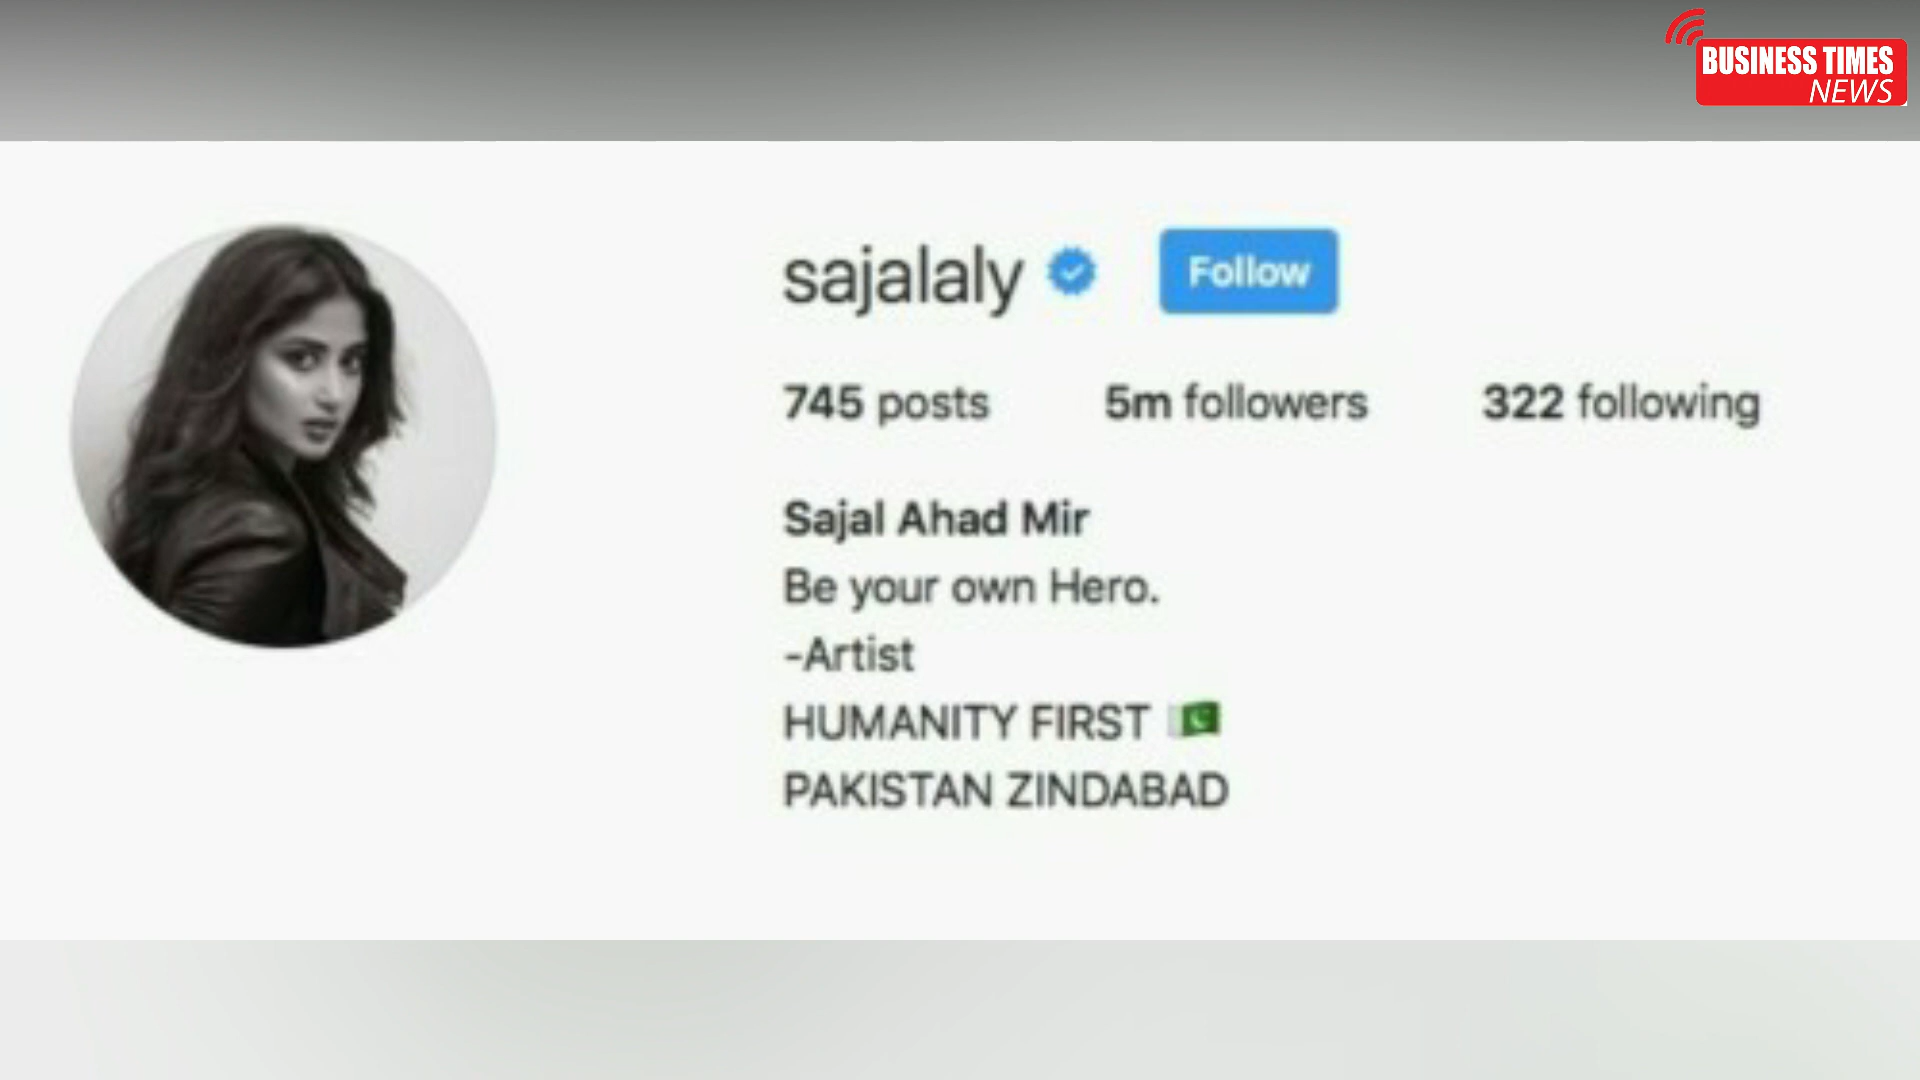 BUSINESS TIMES
NEWS
sajalaly Follow
745 posts 5m followers 322 following
Sajal Ahad Mir
Be your own Hero.
-Artist
HUMANITY FIRST 🇵🇰
PAKISTAN ZINDABAD